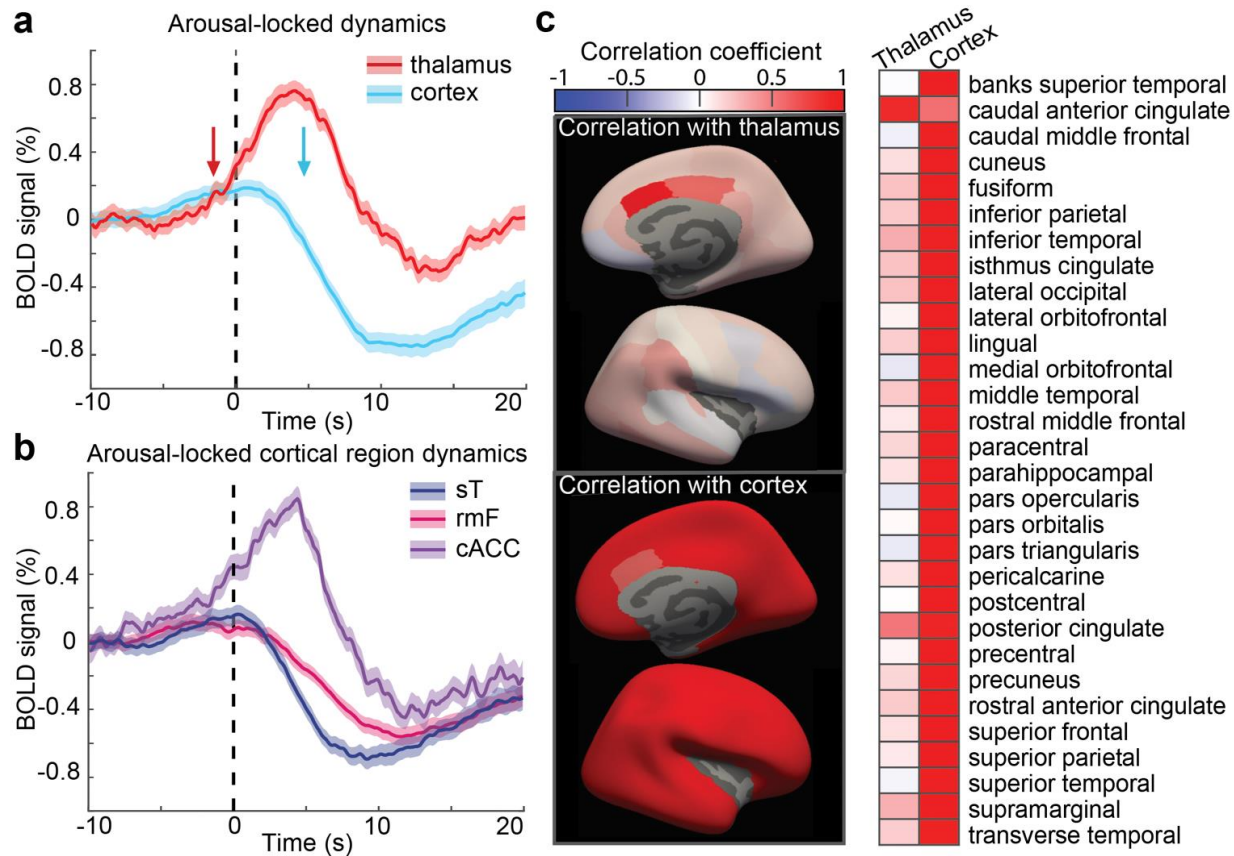 a
Arousal-locked dynamics
thalamus
cortex
0.8
0.4
0
-0.4
-0.8
BOLD signal (%)
-10
0
10
20
Time (s)
b
Arousal-locked cortical region dynamics
sT
rmF
cACC
0.8
0.4
0
-0.4
-0.8
BOLD signal (%)
-10
0
10
20
Time (s)
c
Correlation coefficient
-1
-0.5
0
0.5
1
Correlation with thalamus
Correlation with cortex
Thalamus
Cortex
banks superior temporal
caudal anterior cingulate
caudal middle frontal
cuneus
fusiform
inferior parietal
inferior temporal
isthmus cingulate
lateral occipital
lateral orbitofrontal
lingual
medial orbitofrontal
middle temporal
rostral middle frontal
paracentral
parahippocampal
pars opercularis
pars orbitalis
pars triangularis
pericalcarine
postcentral
posterior cingulate
precentral
precuneus
rostral anterior cingulate
superior frontal
superior parietal
superior temporal
supramarginal
transverse temporal